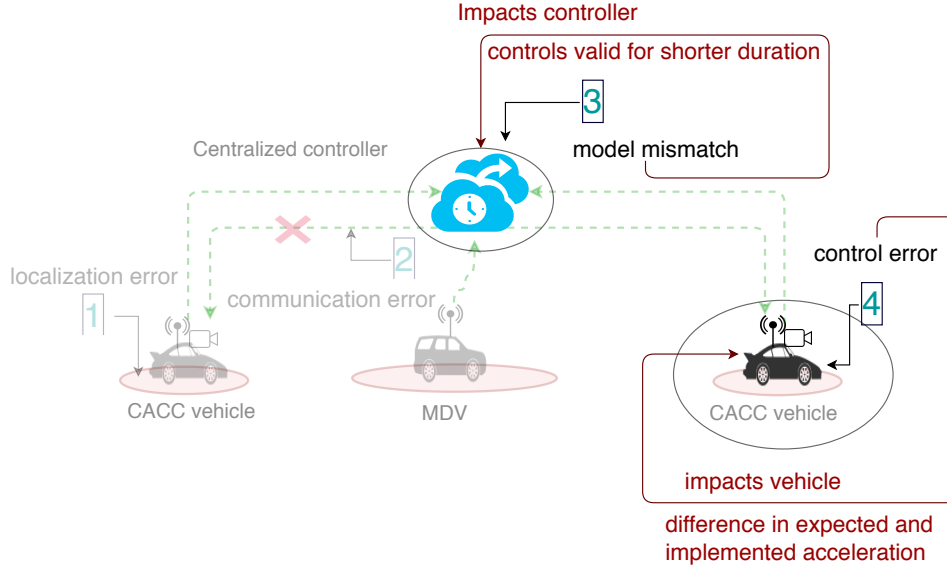 Impacts controller
controls valid for shorter duration
3
model mismatch
Centralized controller
control error
2
localization error
communication error
1
4
CACC vehicle
MDV
CACC vehicle
impacts vehicle
difference in expected and
implemented acceleration